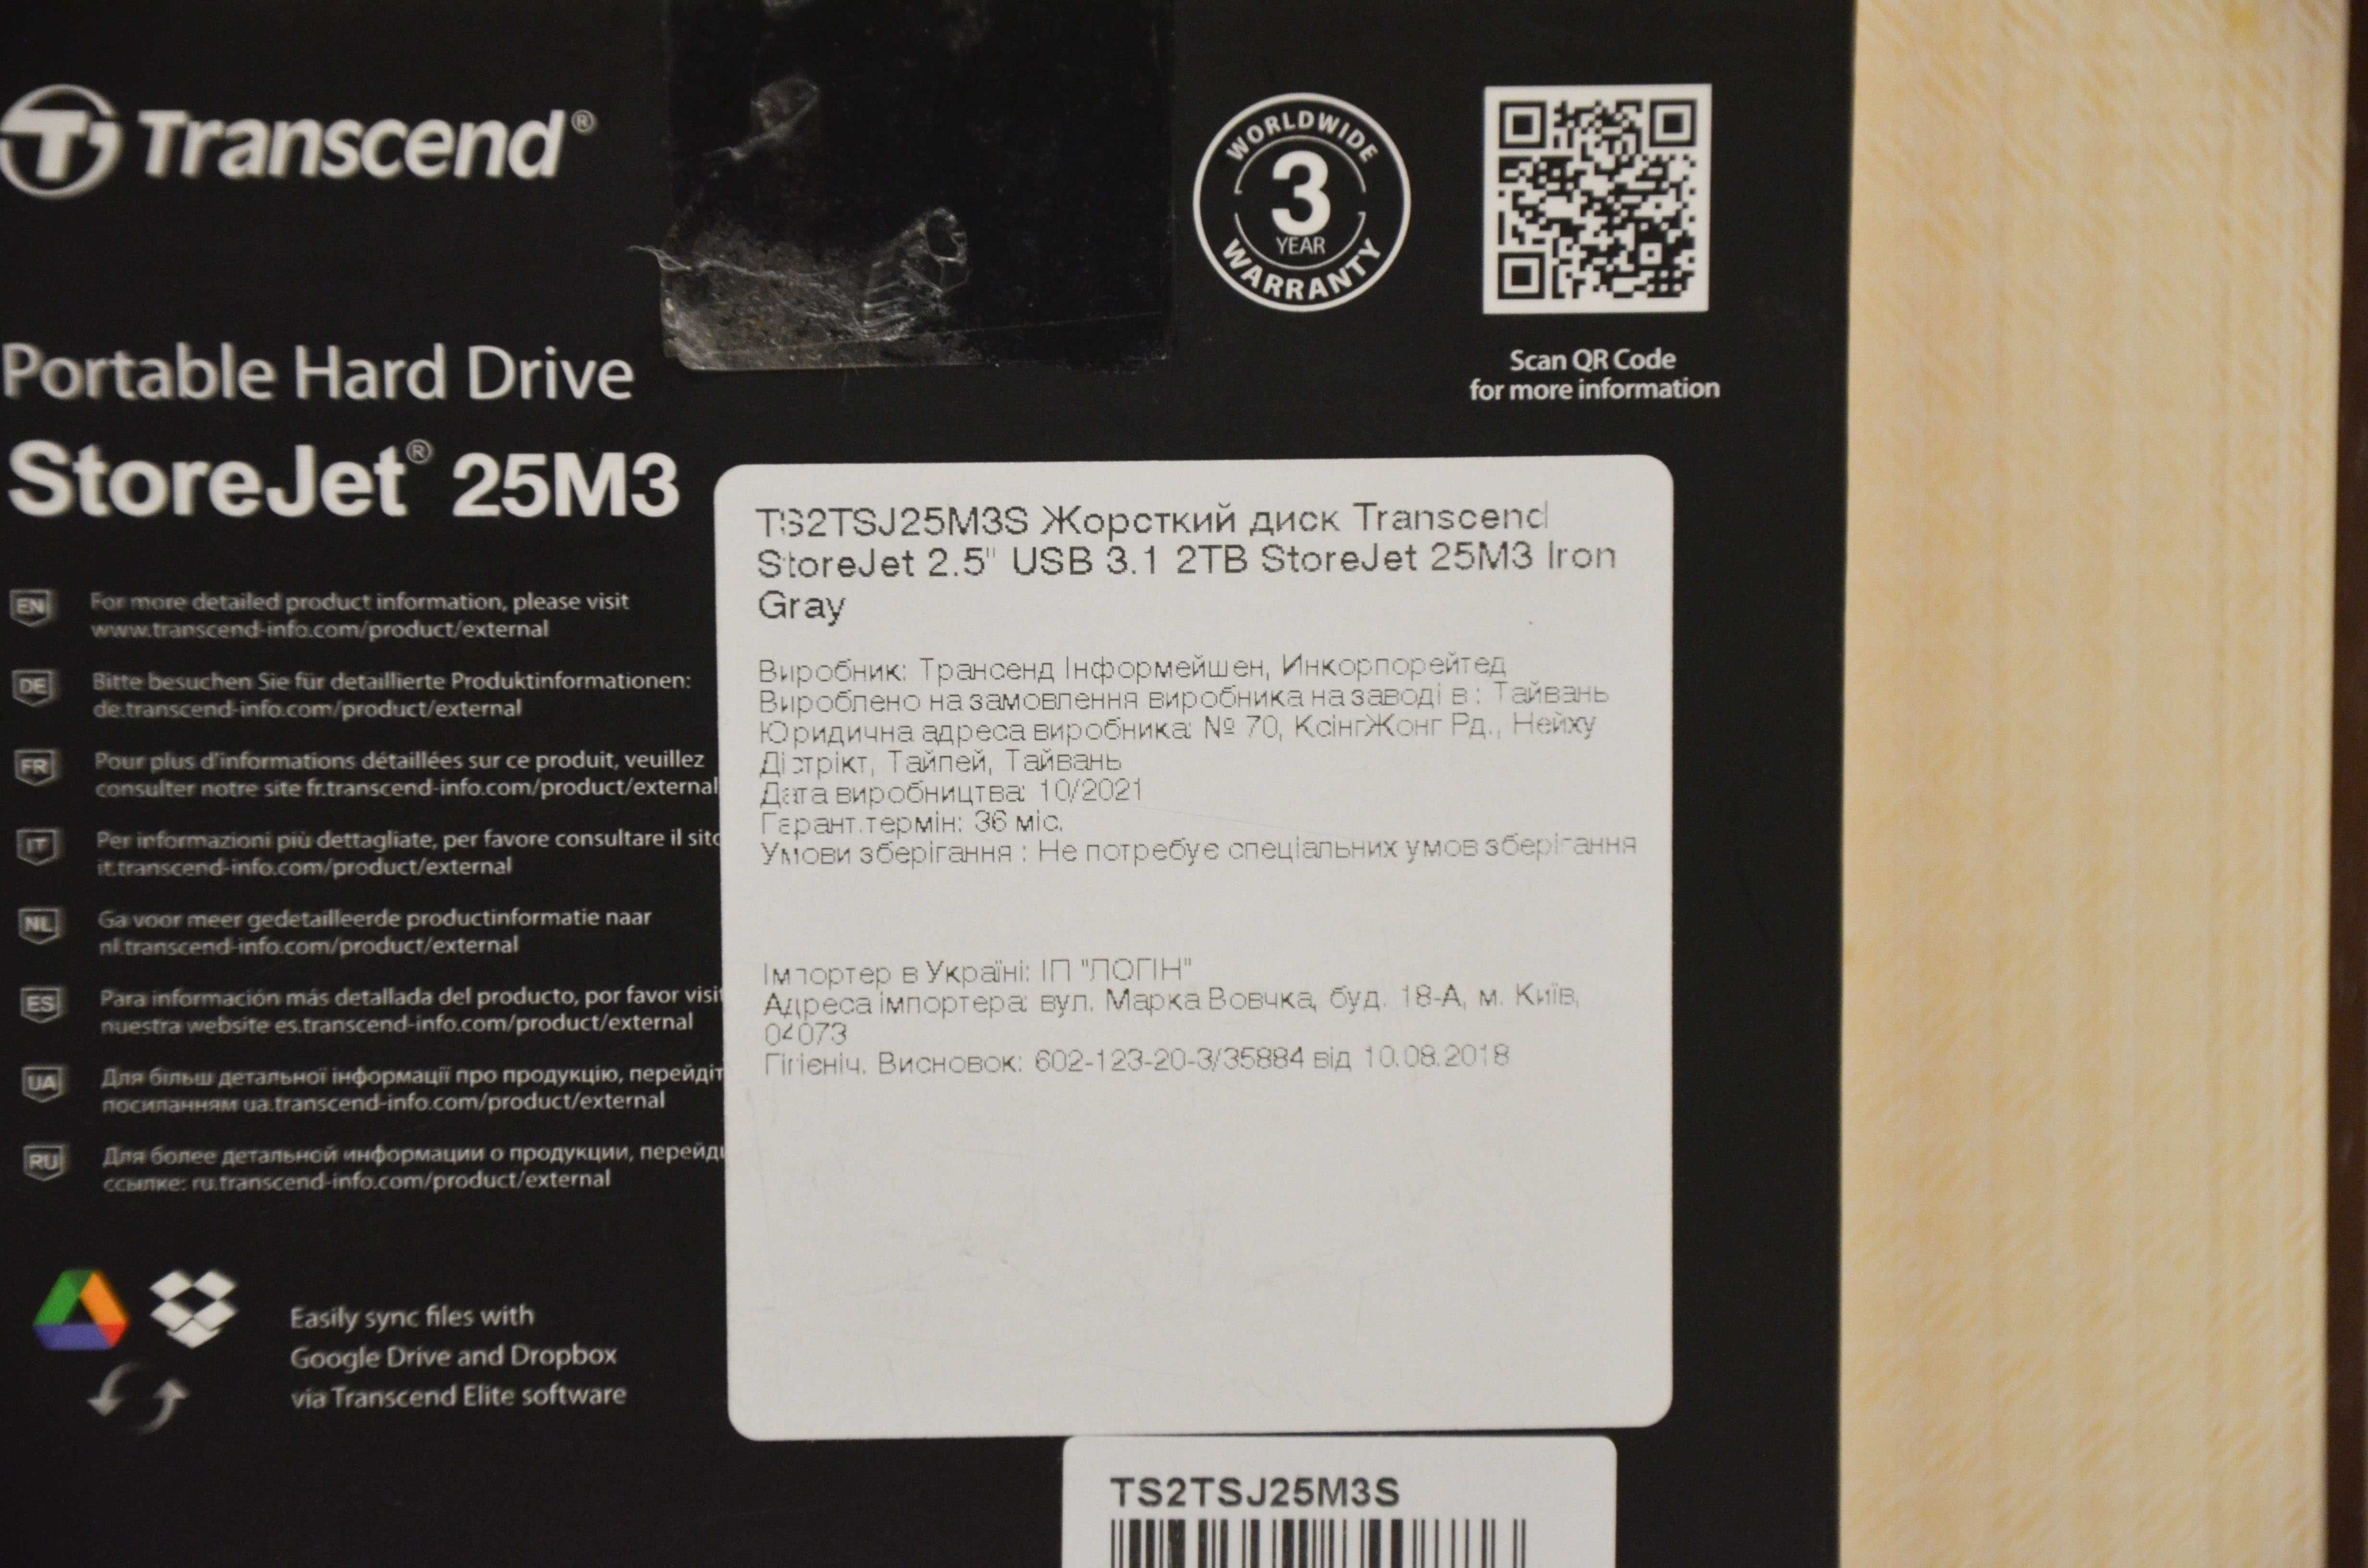 Transcend®
WORLDWIDE
3
YEAR
WARRANTY
Scan QR Code
for more information
Portable Hard Drive
StoreJet® 25M3
EN For more detailed product information, please visit
www.transcend-info.com/product/external
DE Bitte besuchen Sie für detaillierte Produktinformationen:
de.transcend-info.com/product/external
FR Pour plus d'informations détaillées sur ce produit, veuillez
consulter notre site fr.transcend-info.com/product/external
IT Per informazioni più dettagliate, per favore consultare il sito
it.transcend-info.com/product/external
NL Ga voor meer gedetailleerde productinformatie naar
nl.transcend-info.com/product/external
ES Para información más detallada del producto, por favor visit
nuestra website es.transcend-info.com/product/external
UA Для більш детальної інформації про продукцію, перейдіт
посиланням ua.transcend-info.com/product/external
RU Для более детальной информации о продукции, перейди
ссылке: ru.transcend-info.com/product/external
Easily sync files with
Google Drive and Dropbox
via Transcend Elite software
TS2TSJ25M3S Жорсткий диск Transcend
StoreJet 2.5" USB 3.1 2TB StoreJet 25M3 Iron
Gray
Виробник: Трансенд Інформейшен, Инкорпорейтед
Вироблено на замовлення виробника на заводі в : Тайвань
Юридична адреса виробника: № 70, КсінгЖонг Рд., Нейху
Дістрікт, Тайпей, Тайвань
Дата виробництва: 10/2021
Гарант.термін: 36 міс.
Умови зберігання : Не потребує спеціальних умов зберігання
Імпортер в Україні: ІП "ЛОГІН"
Адреса імпортера: вул. Марка Вовчка, буд. 18-А, м. Київ,
04073
Гігієніч. Висновок: 602-123-20-3/35884 від 10.08.2018
TS2TSJ25M3S